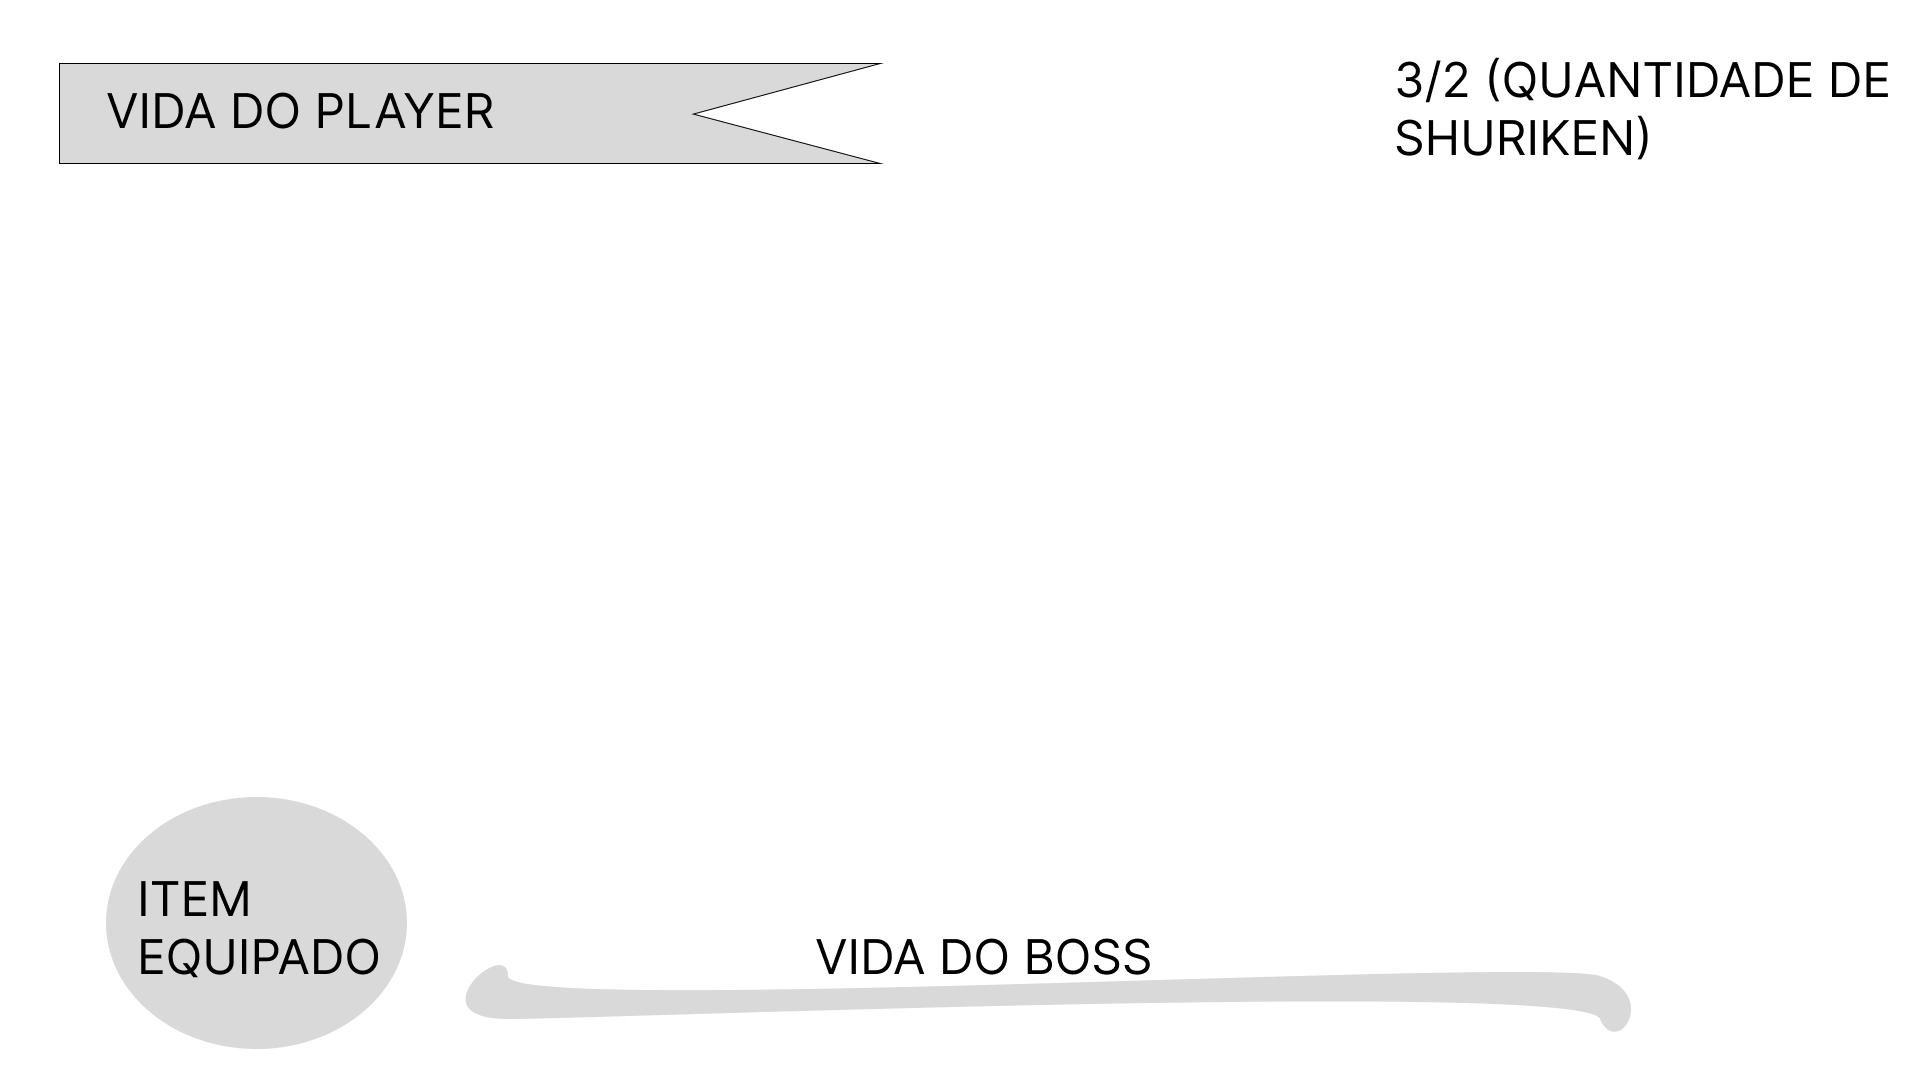 VIDA DO PLAYER
3/2 (QUANTIDADE DE
SHURIKEN)
ITEM
EQUIPADO
VIDA DO BOSS